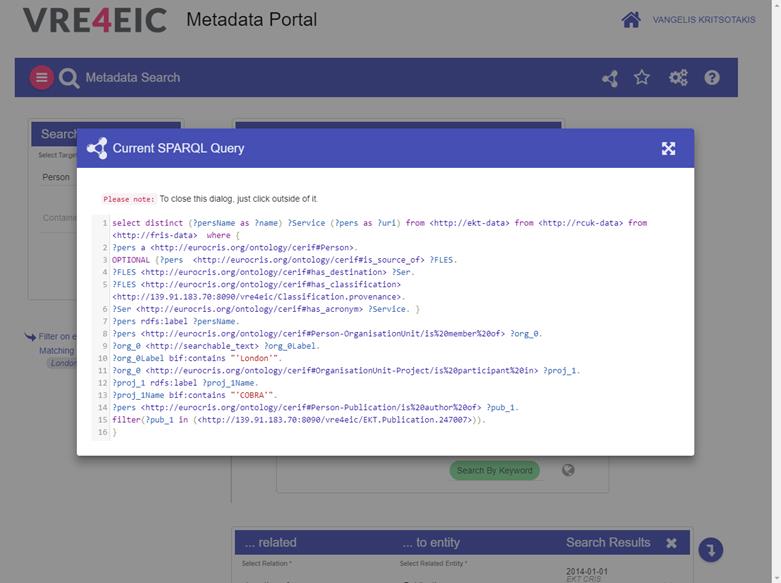 VRE4EIC Metadata Portal
VANGELIS KRITSOTAKIS
Metadata Search
Search
Select Targe
Person
Containe
Filter on e
Matching
London
Current SPARQL Query
Please note: To close this dialog, just click outside of it.
1 select distinct (?persName as ?name) ?Service (?pers as ?uri) from <http://ekt-data> from <http://rcuk-data> from
<http://fris-data> where {
2 ?pers a <http://eurocris.org/ontology/cerif#Person>.
3 OPTIONAL {?pers <http://eurocris.org/ontology/cerif#is_source_of> ?FLES.
4 ?FLES <http://eurocris.org/ontology/cerif#has_destination> ?Ser.
5 ?FLES <http://eurocris.org/ontology/cerif#has_classification>
<http://139.91.183.70:8090/vre4eic/Classification.provenance>.
6 ?Ser <http://eurocris.org/ontology/cerif#has_acronym> ?Service. }
7 ?pers rdfs:label ?persName.
8 ?pers <http://eurocris.org/ontology/cerif#Person-OrganisationUnit/is%20member%20of> ?org_0.
9 ?org_0 <http://searchable_text> ?org_0Label.
10 ?org_0Label bif:contains "'London'".
11 ?org_0 <http://eurocris.org/ontology/cerif#OrganisationUnit-Project/is%20participant%20in> ?proj_1.
12 ?proj_1 rdfs:label ?proj_1Name.
13 ?proj_1Name bif:contains "'COBRA'".
14 ?pers <http://eurocris.org/ontology/cerif#Person-Publication/is%20author%20of> ?pub_1.
15 filter(?pub_1 in (<http://139.91.183.70:8090/vre4eic/EKT.Publication.247007>)).
16 }
Search By Keyword
... related ... to entity Search Results
Select Relation * Select Related Entity *
2014-01-01
EKT CRIS